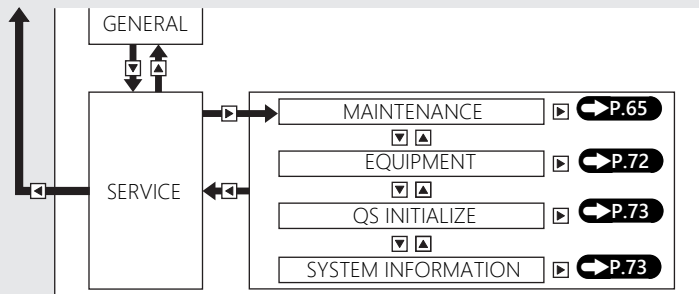 GENERAL
SERVICE
MAINTENANCE P.65
EQUIPMENT P.72
QS INITIALIZE P.73
SYSTEM INFORMATION P.73